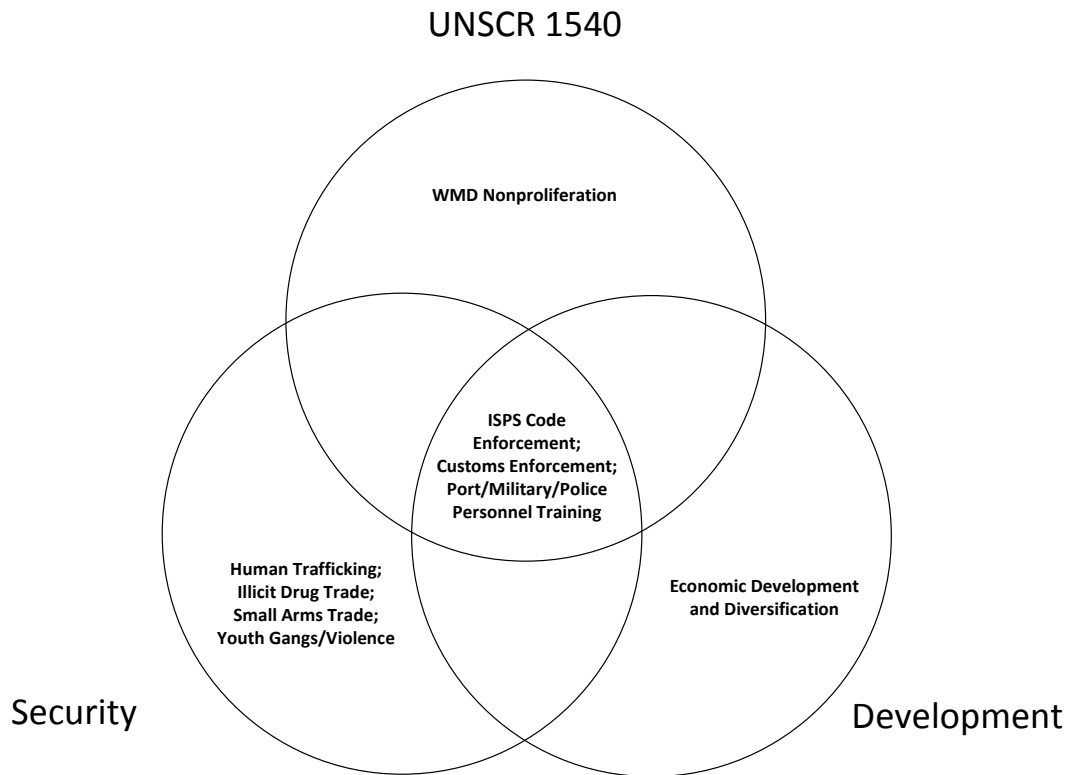 UNSCR 1540
WMD Nonproliferation
ISPS Code
Enforcement;
Customs Enforcement;
Port/Military/Police
Personnel Training
Human Trafficking;
Illicit Drug Trade;
Small Arms Trade;
Youth Gangs/Violence
Economic Development
and Diversification
Security
Development